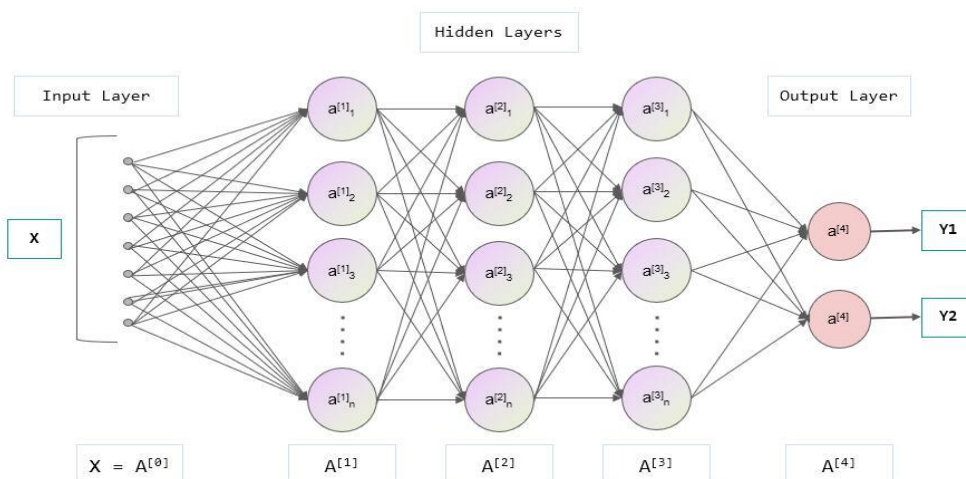 Hidden Layers
Input Layer
Output Layer
X
a[1]1
a[2]1
a[3]1
a[1]2
a[2]2
a[3]2
a[1]3
a[2]3
a[3]3
a[1]n
a[2]n
a[3]n
a[4]
Y1
a[4]
Y2
X = A[0]
A[1]
A[2]
A[3]
A[4]